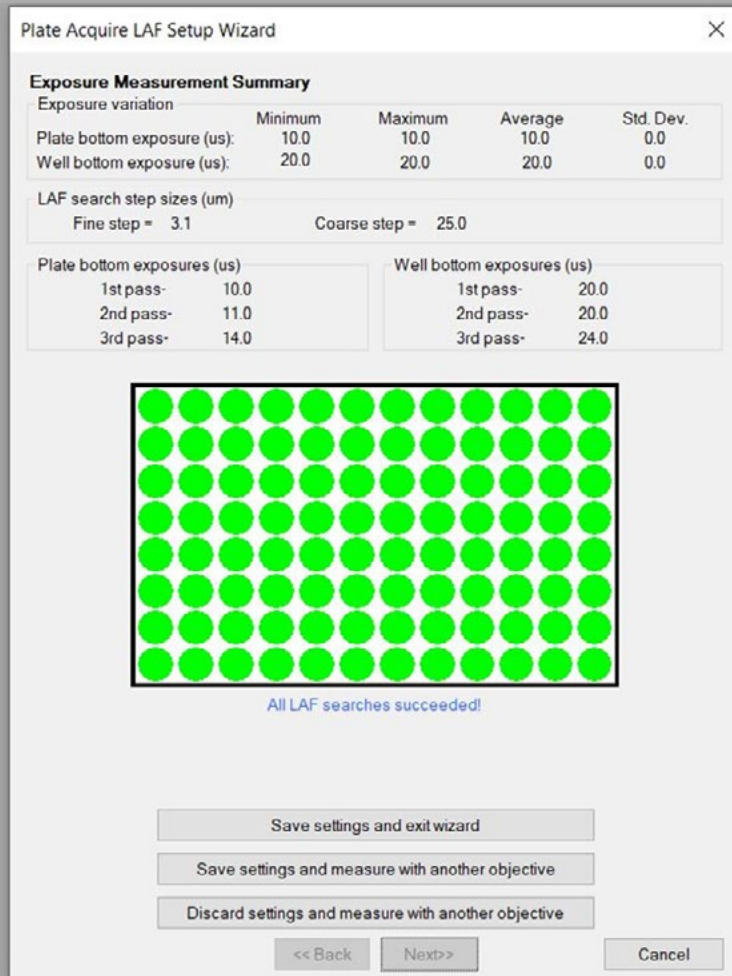 Plate Acquire LAF Setup Wizard
Exposure Measurement Summary
Exposure variation
Minimum Maximum Average Std. Dev.
Plate bottom exposure (us): 10.0 10.0 10.0 0.0
Well bottom exposure (us): 20.0 20.0 20.0 0.0
LAF search step sizes (um)
Fine step = 3.1 Coarse step = 25.0
Plate bottom exposures (us)
1st pass- 10.0
2nd pass- 11.0
3rd pass- 14.0
Well bottom exposures (us)
1st pass- 20.0
2nd pass- 20.0
3rd pass- 24.0
All LAF searches succeeded!
Save settings and exit wizard
Save settings and measure with another objective
Discard settings and measure with another objective
<< Back Next>> Cancel